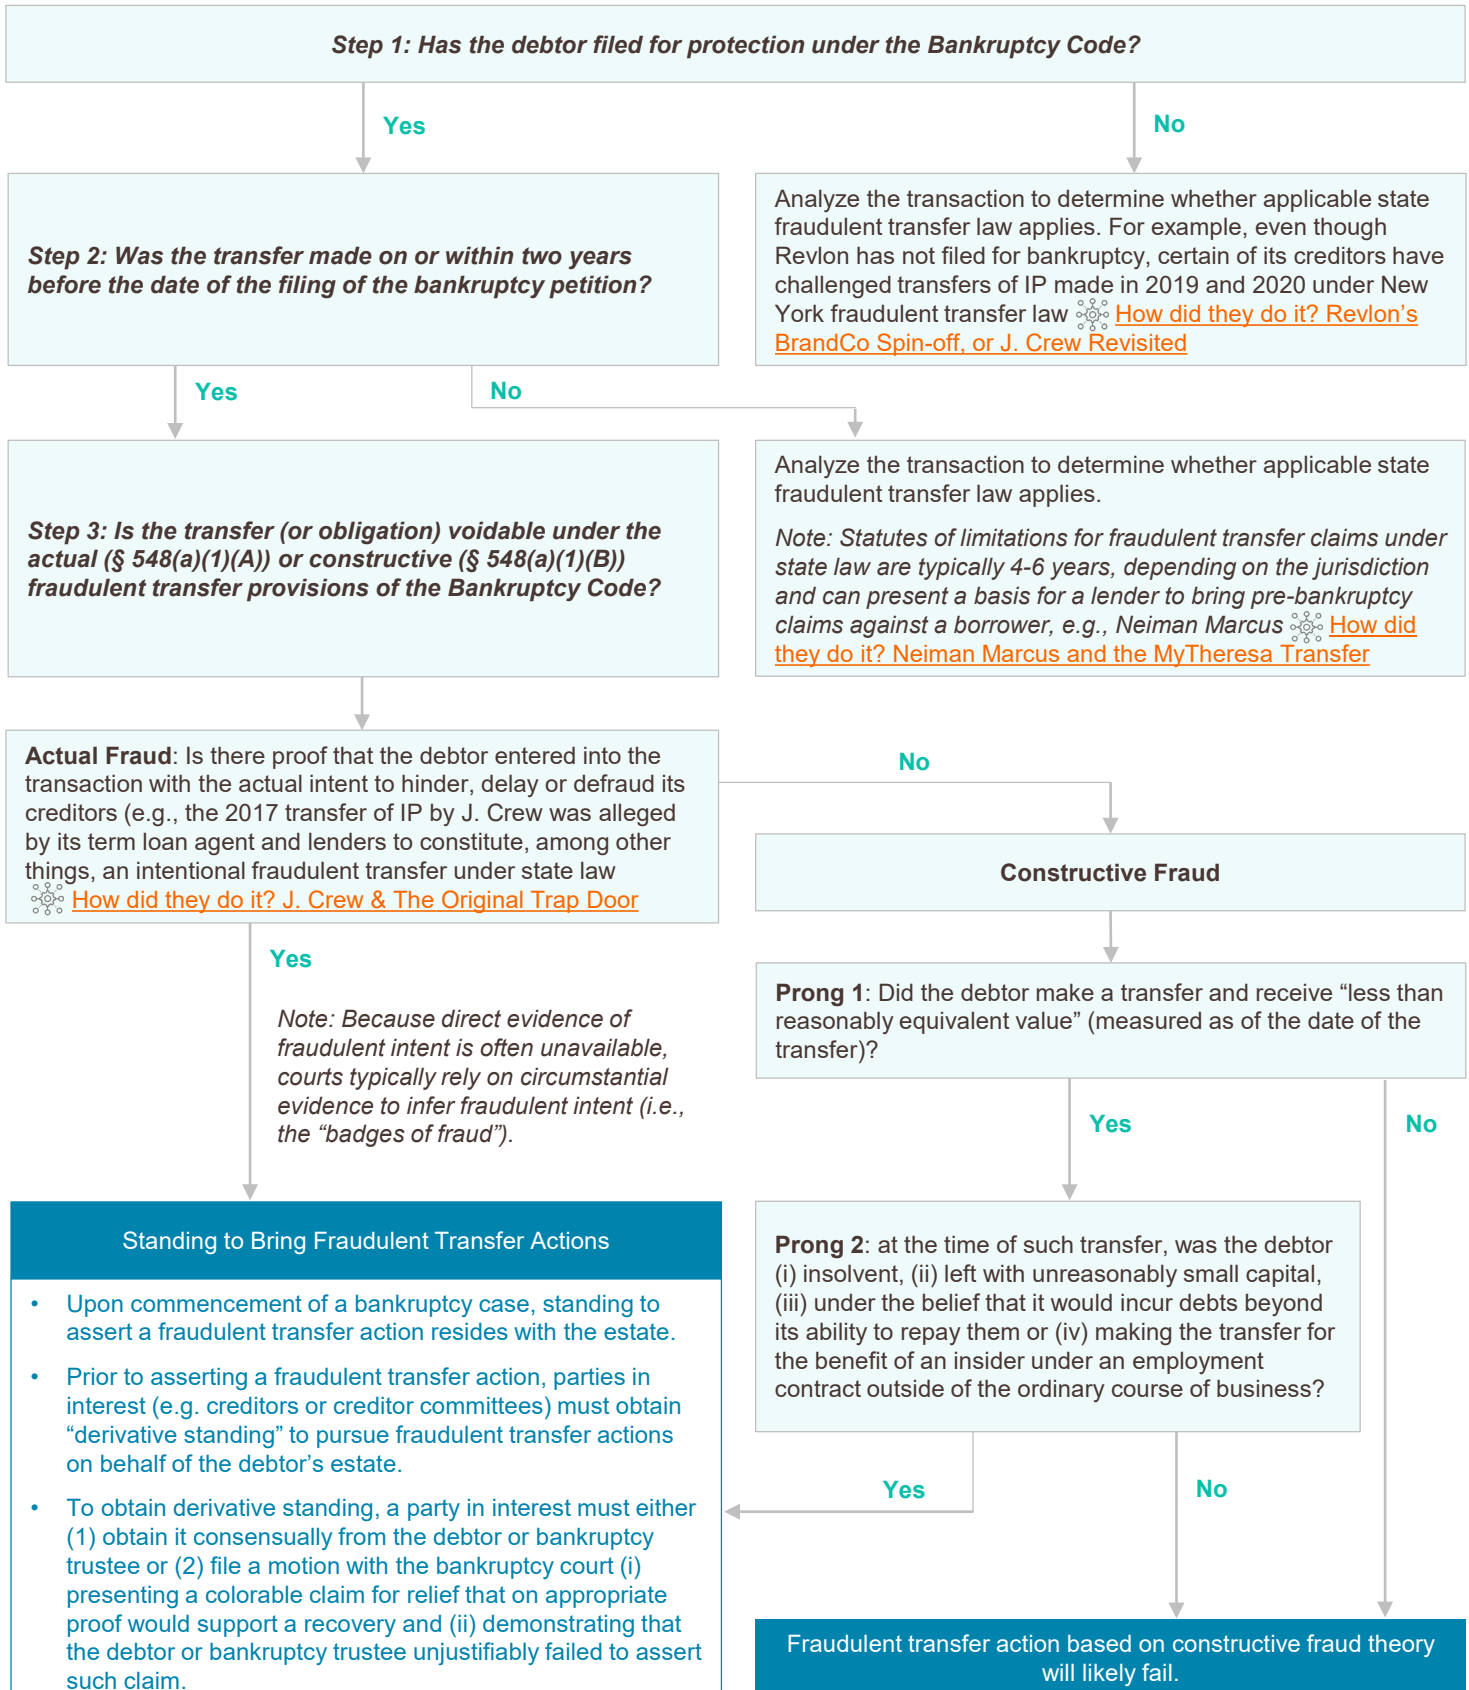 Step 1: Has the debtor filed for protection under the Bankruptcy Code?
Yes
No
Step 2: Was the transfer made on or within two years
before the date of the filing of the bankruptcy petition?
Analyze the transaction to determine whether applicable state
fraudulent transfer law applies. For example, even though
Revlon has not filed for bankruptcy, certain of its creditors have
challenged transfers of IP made in 2019 and 2020 under New
York fraudulent transfer law How did they do it? Revlon’s
BrandCo Spin-off, or J. Crew Revisited
Yes
No
Step 3: Is the transfer (or obligation) voidable under the
actual (§ 548(a)(1)(A)) or constructive (§ 548(a)(1)(B))
fraudulent transfer provisions of the Bankruptcy Code?
Analyze the transaction to determine whether applicable state
fraudulent transfer law applies.
Note: Statutes of limitations for fraudulent transfer claims under
state law are typically 4-6 years, depending on the jurisdiction
and can present a basis for a lender to bring pre-bankruptcy
claims against a borrower, e.g., Neiman Marcus How did
they do it? Neiman Marcus and the MyTheresa Transfer
Actual Fraud: Is there proof that the debtor entered into the
transaction with the actual intent to hinder, delay or defraud its
creditors (e.g., the 2017 transfer of IP by J. Crew was alleged
by its term loan agent and lenders to constitute, among other
things, an intentional fraudulent transfer under state law
How did they do it? J. Crew & The Original Trap Door
No
Constructive Fraud
Yes
Note: Because direct evidence of
fraudulent intent is often unavailable,
courts typically rely on circumstantial
evidence to infer fraudulent intent (i.e.,
the “badges of fraud”).
Prong 1: Did the debtor make a transfer and receive “less than
reasonably equivalent value” (measured as of the date of the
transfer)?
Yes
No
Standing to Bring Fraudulent Transfer Actions
• Upon commencement of a bankruptcy case, standing to
assert a fraudulent transfer action resides with the estate.
• Prior to asserting a fraudulent transfer action, parties in
interest (e.g. creditors or creditor committees) must obtain
“derivative standing” to pursue fraudulent transfer actions
on behalf of the debtor’s estate.
• To obtain derivative standing, a party in interest must either
(1) obtain it consensually from the debtor or bankruptcy
trustee or (2) file a motion with the bankruptcy court (i)
presenting a colorable claim for relief that on appropriate
proof would support a recovery and (ii) demonstrating that
the debtor or bankruptcy trustee unjustifiably failed to assert
such claim.
Prong 2: at the time of such transfer, was the debtor
(i) insolvent, (ii) left with unreasonably small capital,
(iii) under the belief that it would incur debts beyond
its ability to repay them or (iv) making the transfer for
the benefit of an insider under an employment
contract outside of the ordinary course of business?
Yes
No
Fraudulent transfer action based on constructive fraud theory
will likely fail.